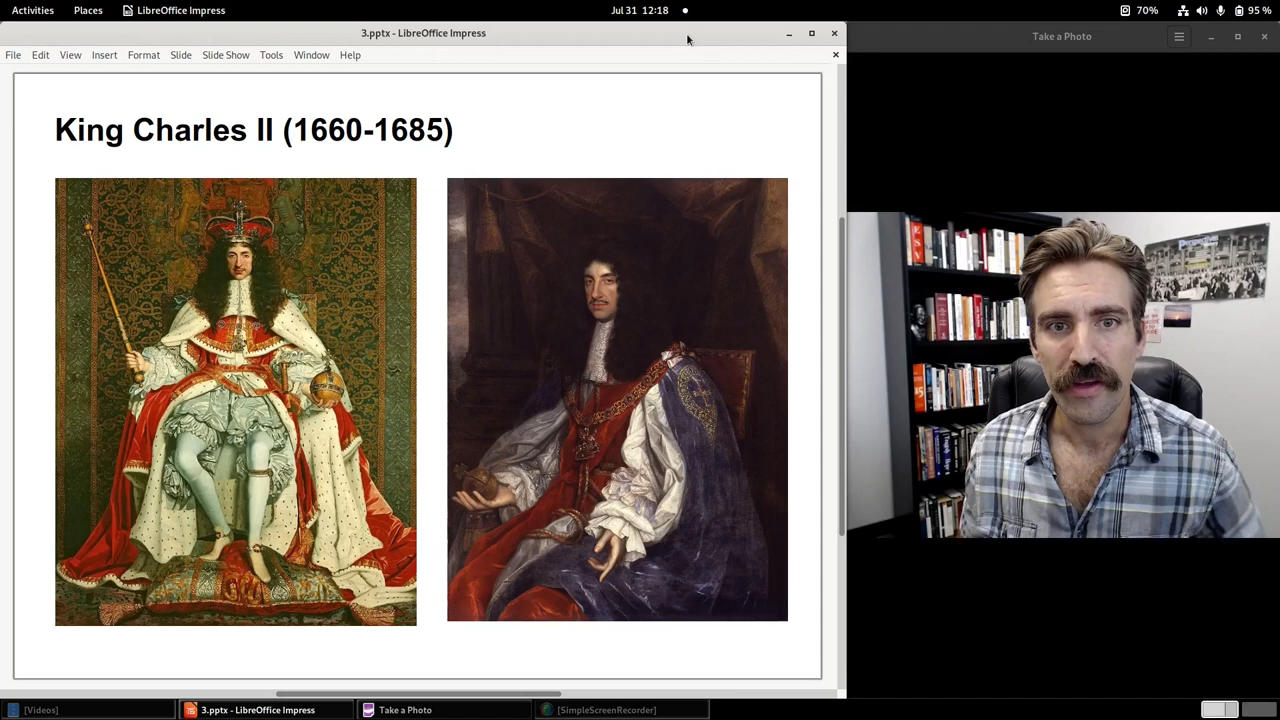 Activities Places LibreOffice Impress Jul 31 12:18 70% 95 %
3.pptx - LibreOffice Impress
Take a Photo
File Edit View Insert Format Slide Slide Show Tools Window Help
King Charles II (1660-1685)
[Videos] 3.pptx - LibreOffice Impress Take a Photo [SimpleScreenRecorder]